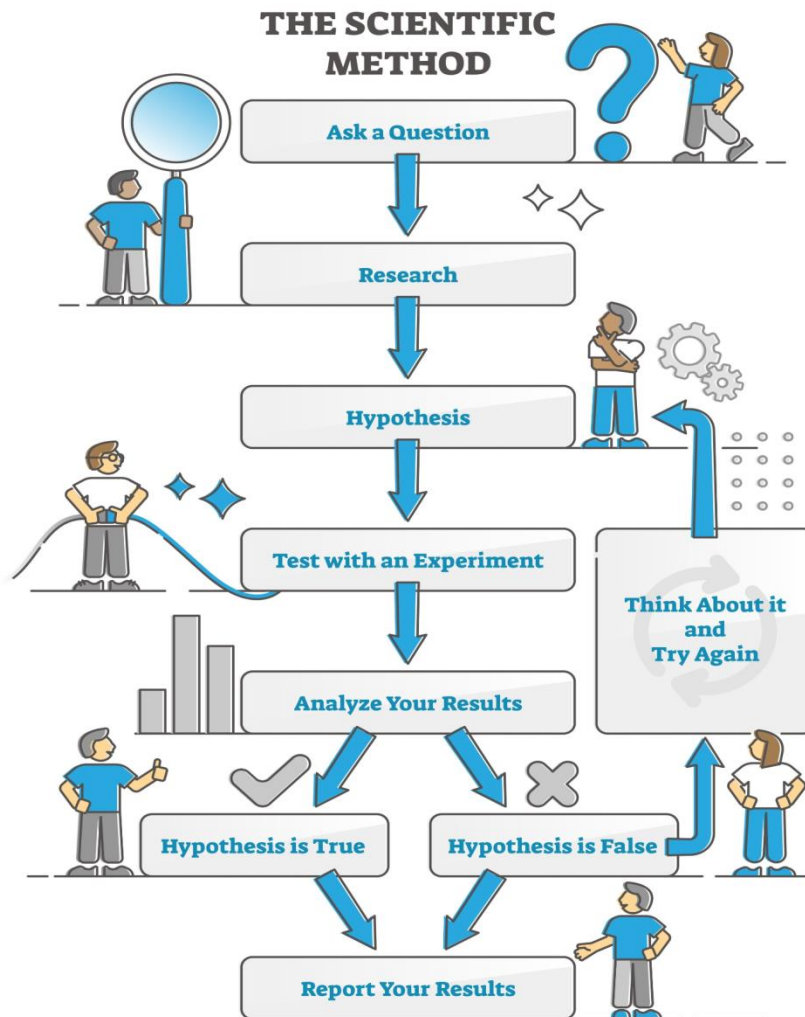 THE SCIENTIFIC
METHOD
Ask a Question
Research
Hypothesis
Test with an Experiment
Think About it
and
Try Again
Analyze Your Results
Hypothesis is True
Hypothesis is False
Report Your Results